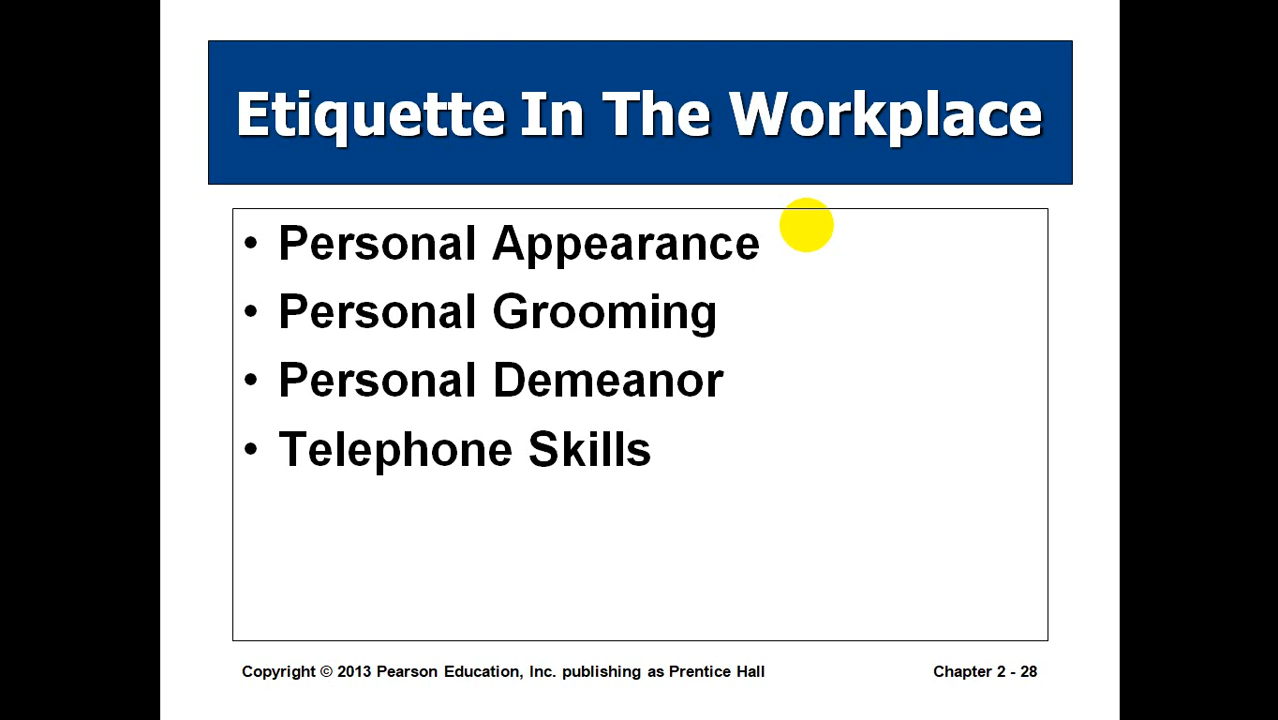 Etiquette In The Workplace
• Personal Appearance
• Personal Grooming
• Personal Demeanor
• Telephone Skills
Copyright © 2013 Pearson Education, Inc. publishing as Prentice Hall
Chapter 2 - 28